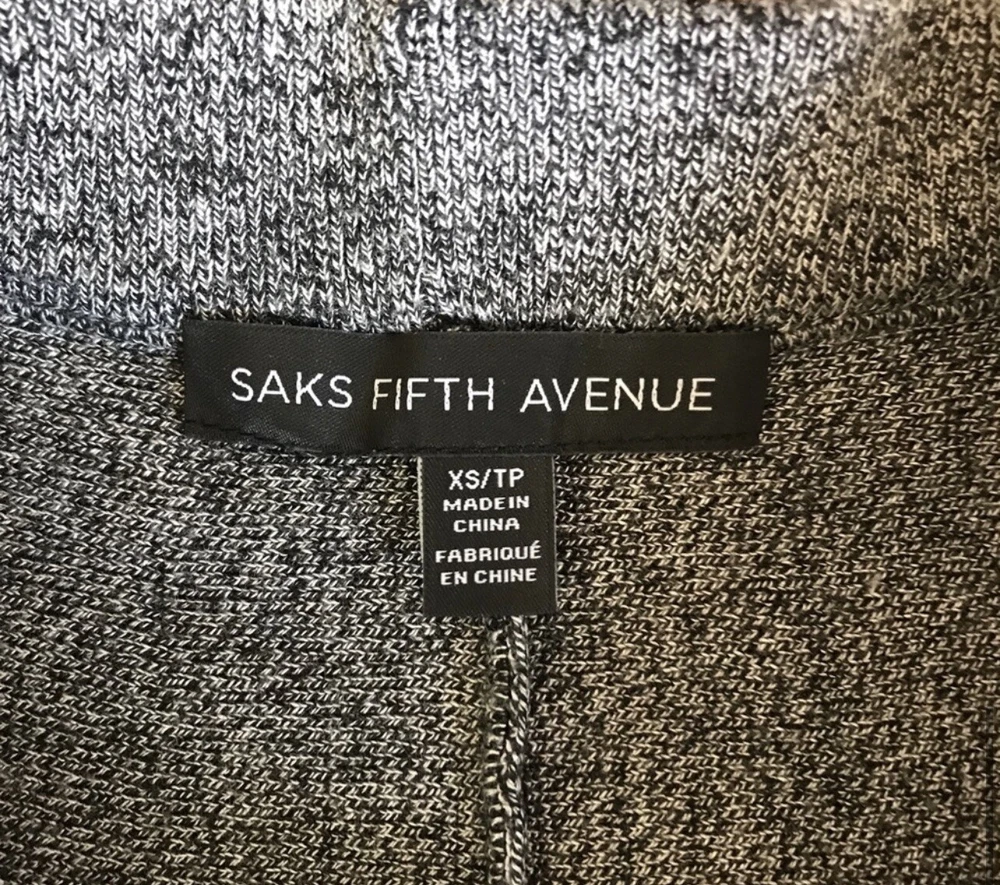 SAKS FIFTH AVENUE
XS/TP
MADE IN
CHINA
FABRIQUÉ
EN CHINE